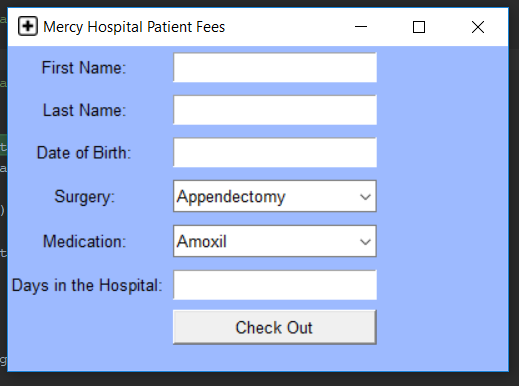 Mercy Hospital Patient Fees
First Name:
Last Name:
Date of Birth:
Surgery: Appendectomy
Medication: Amoxil
Days in the Hospital:
Check Out